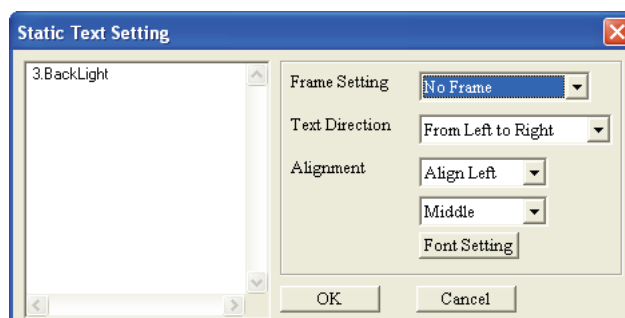 Static Text Setting
3.BackLight
Frame Setting
No Frame
Text Direction
From Left to Right
Alignment
Align Left
Middle
Font Setting
OK
Cancel